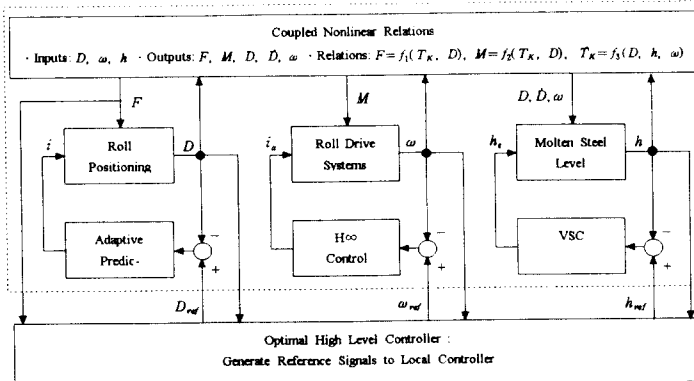 Coupled Nonlinear Relations
· Inputs: D, ω, h · Outputs: F, M, D, Ḋ, ω · Relations: F=f₁(T_K, D), M=f₂(T_K, D), T_K=f₃(D, h, ω)
F
M
D, Ḋ, ω
i
Roll
Positioning
D
i_a
Roll Drive
Systems
ω
h_s
Molten Steel
Level
h
Adaptive
Predic-
−
+
H∞
Control
−
+
VSC
−
+
D_ref
ω_ref
h_ref
Optimal High Level Controller :
Generate Reference Signals to Local Controller